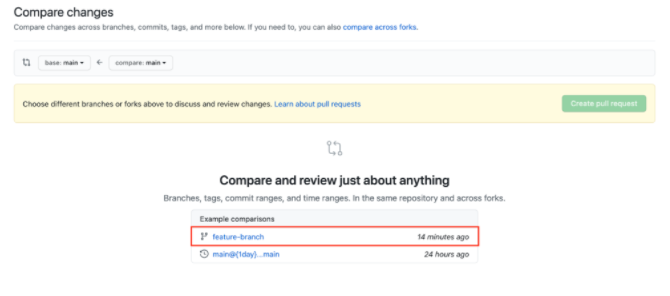 Compare changes
Compare changes across branches, commits, tags, and more below. If you need to, you can also compare across forks.
base: main ← compare: main
Choose different branches or forks above to discuss and review changes. Learn about pull requests Create pull request
Compare and review just about anything
Branches, tags, commit ranges, and time ranges. In the same repository and across forks.
Example comparisons
feature-branch 14 minutes ago
main@{1day}...main 24 hours ago